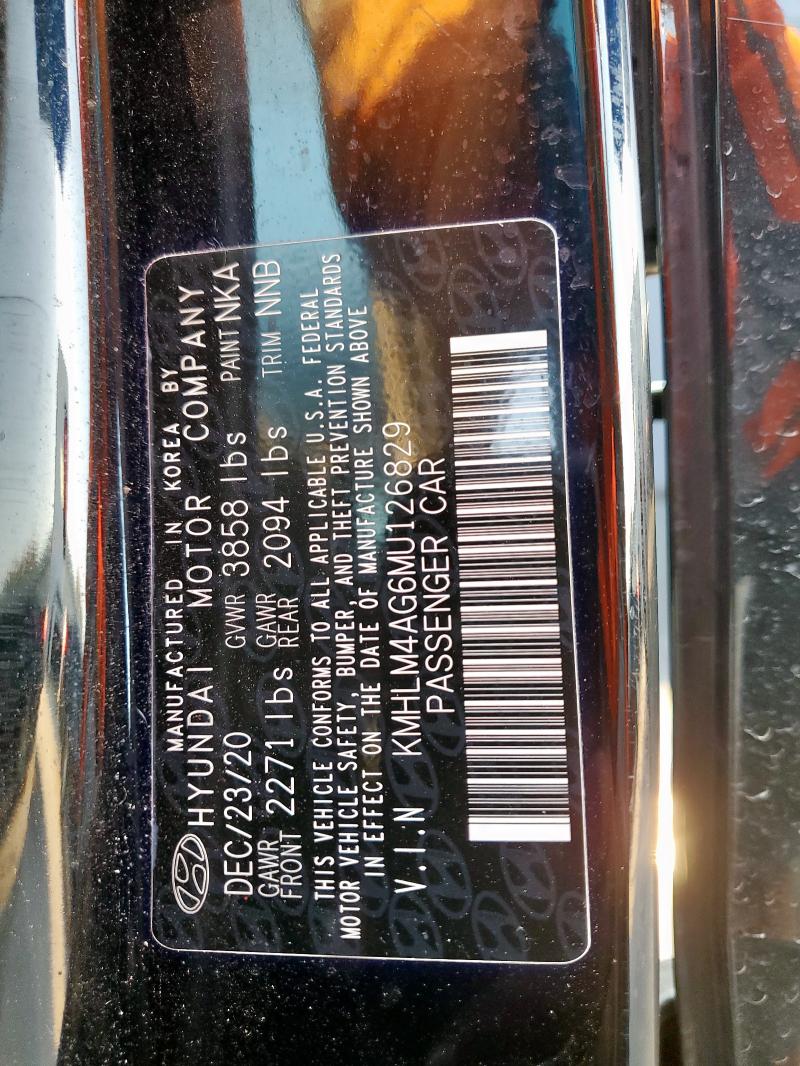 MANUFACTURED IN KOREA BY
HYUNDAI MOTOR COMPANY
DEC/23/20 GVWR 3858 lbs PAINT NKA
GAWR FRONT 2271 lbs GAWR REAR 2094 lbs TRIM NNB
THIS VEHICLE CONFORMS TO ALL APPLICABLE U.S.A. FEDERAL
MOTOR VEHICLE SAFETY, BUMPER, AND THEFT PREVENTION STANDARDS
IN EFFECT ON THE DATE OF MANUFACTURE SHOWN ABOVE
V.I.N KMHLM4AG6MU126829
PASSENGER CAR